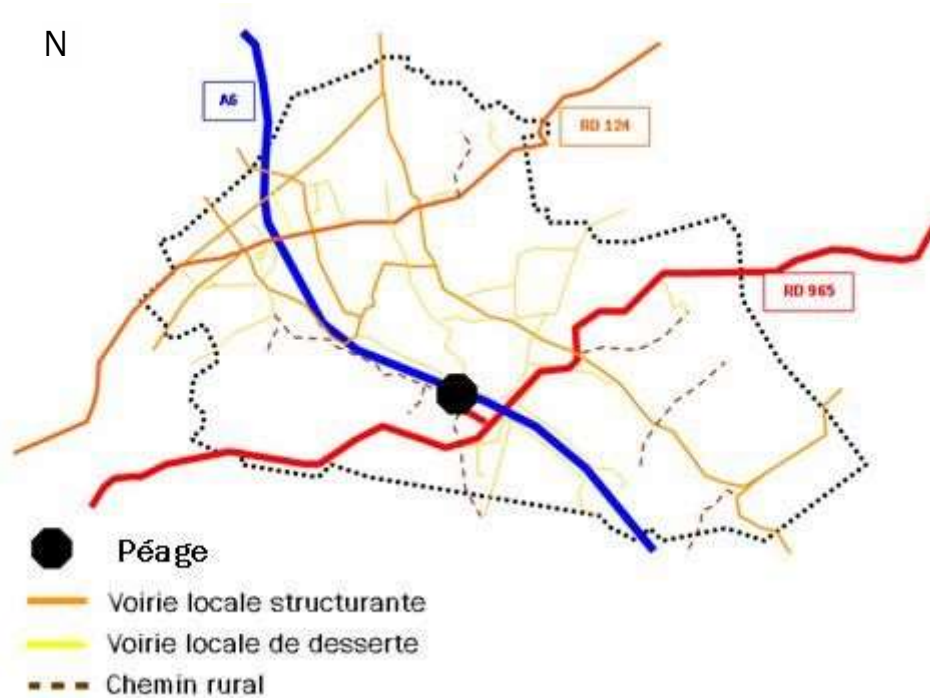 N
A6
RD 124
RD 965
Péage
Voirie locale structurante
Voirie locale de desserte
Chemin rural